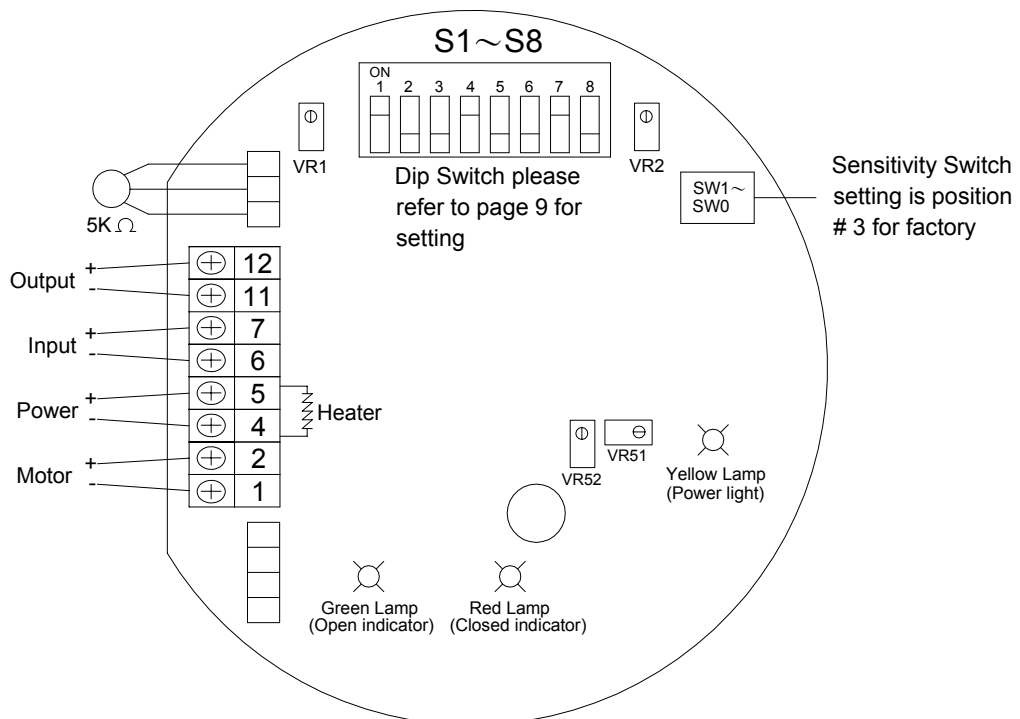 S1～S8
ON
1 2 3 4 5 6 7 8
VR1
VR2
Dip Switch please
refer to page 9 for
setting
SW1～
SW0
Sensitivity Switch
setting is position
# 3 for factory
5KΩ
Output + 12
- 11
Input + 7
- 6
Power + 5
- 4
Heater
Motor + 2
- 1
VR52
VR51
Yellow Lamp
(Power light)
Green Lamp
(Open indicator)
Red Lamp
(Closed indicator)